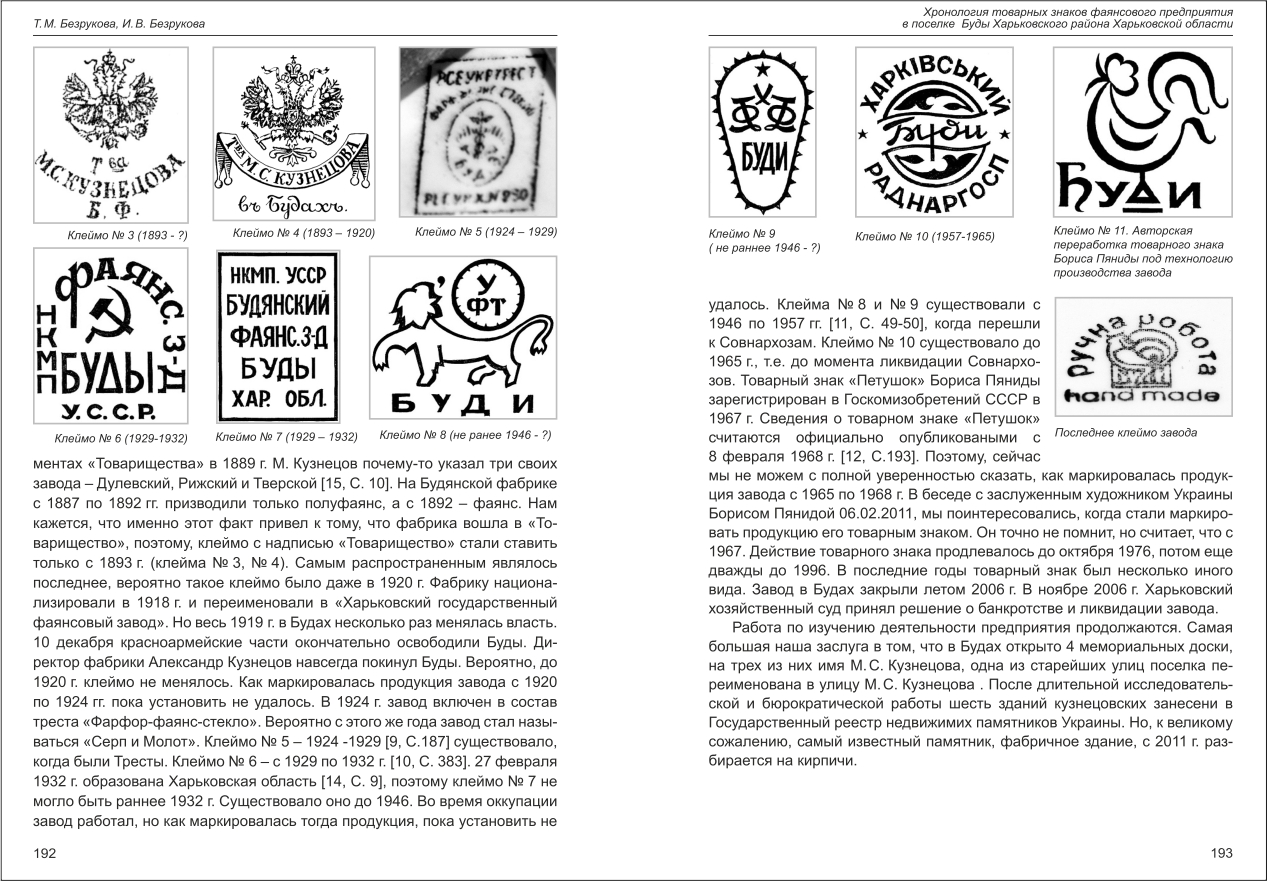 Т. М. Безрукова, И. В. Безрукова
Т ва
М.С.КУЗНЕЦОВА
Б. Ф.
Клеймо № 3 (1893 - ?)
Тва М. С. КУЗНЕЦОВА
въ Будахъ.
Клеймо № 4 (1893 – 1920)
Клеймо № 5 (1924 – 1929)
ФАЯНС. З-Д
НКМП
БУДЫ
У.С.С.Р.
Клеймо № 6 (1929-1932)
НКМП. УССР
БУДЯНСКИЙ
ФАЯНС. З-Д
БУДЫ
ХАР. ОБЛ.
Клеймо № 7 (1929 – 1932)
У
ФТ
БУДИ
Клеймо № 8 (не ранее 1946 - ?)
ментах «Товарищества» в 1889 г. М. Кузнецов почему-то указал три своих
завода – Дулевский, Рижский и Тверской [15, С. 10]. На Будянской фабрике
с 1887 по 1892 гг. призводили только полуфаянс, а с 1892 – фаянс. Нам
кажется, что именно этот факт привел к тому, что фабрика вошла в «То-
варищество», поэтому, клеймо с надписью «Товарищество» стали ставить
только с 1893 г. (клейма № 3, № 4). Самым распространенным являлось
последнее, вероятно такое клеймо было даже в 1920 г. Фабрику национа-
лизировали в 1918 г. и переименовали в «Харьковский государственный
фаянсовый завод». Но весь 1919 г. в Будах несколько раз менялась власть.
10 декабря красноармейские части окончательно освободили Буды. Ди-
ректор фабрики Александр Кузнецов навсегда покинул Буды. Вероятно, до
1920 г. клеймо не менялось. Как маркировалась продукция завода с 1920
по 1924 гг. пока установить не удалось. В 1924 г. завод включен в состав
треста «Фарфор-фаянс-стекло». Вероятно с этого же года завод стал назы-
ваться «Серп и Молот». Клеймо № 5 – 1924 -1929 [9, С.187] существовало,
когда были Тресты. Клеймо № 6 – с 1929 по 1932 г. [10, С. 383]. 27 февраля
1932 г. образована Харьковская область [14, С. 9], поэтому клеймо № 7 не
могло быть раннее 1932 г. Существовало оно до 1946. Во время оккупации
завод работал, но как маркировалась тогда продукция, пока установить не
192
Хронология товарных знаков фаянсового предприятия
в поселке Буды Харьковского района Харьковской области
Ф У Ф
БУДИ
Клеймо № 9
( не раннее 1946 - ?)
ХАРКІВСЬКИЙ
Буди
РАДНАРГОСП
Клеймо № 10 (1957-1965)
Буди
Клеймо № 11. Авторская
переработка товарного знака
Бориса Пяниды под технологию
производства завода
удалось. Клейма № 8 и № 9 существовали с
1946 по 1957 гг. [11, С. 49-50], когда перешли
к Совнархозам. Клеймо № 10 существовало до
1965 г., т.е. до момента ликвидации Совнархо-
зов. Товарный знак «Петушок» Бориса Пяниды
зарегистрирован в Госкомизобретений СССР в
1967 г. Сведения о товарном знаке «Петушок»
считаются официально опубликоваными с
8 февраля 1968 г. [12, С.193]. Поэтому, сейчас
ручна робота
hand made
Последнее клеймо завода
мы не можем с полной уверенностью сказать, как маркировалась продук-
ция завода с 1965 по 1968 г. В беседе с заслуженным художником Украины
Борисом Пянидой 06.02.2011, мы поинтересовались, когда стали маркиро-
вать продукцию его товарным знаком. Он точно не помнит, но считает, что с
1967. Действие товарного знака продлевалось до октября 1976, потом еще
дважды до 1996. В последние годы товарный знак был несколько иного
вида. Завод в Будах закрыли летом 2006 г. В ноябре 2006 г. Харьковский
хозяйственный суд принял решение о банкротстве и ликвидации завода.
Работа по изучению деятельности предприятия продолжаются. Самая
большая наша заслуга в том, что в Будах открыто 4 мемориальных доски,
на трех из них имя М. С. Кузнецова, одна из старейших улиц поселка пе-
реименована в улицу М. С. Кузнецова . После длительной исследователь-
ской и бюрократической работы шесть зданий кузнецовских занесени в
Государственный реестр недвижимих памятников Украины. Но, к великому
сожалению, самый известный памятник, фабричное здание, с 2011 г. раз-
бирается на кирпичи.
193